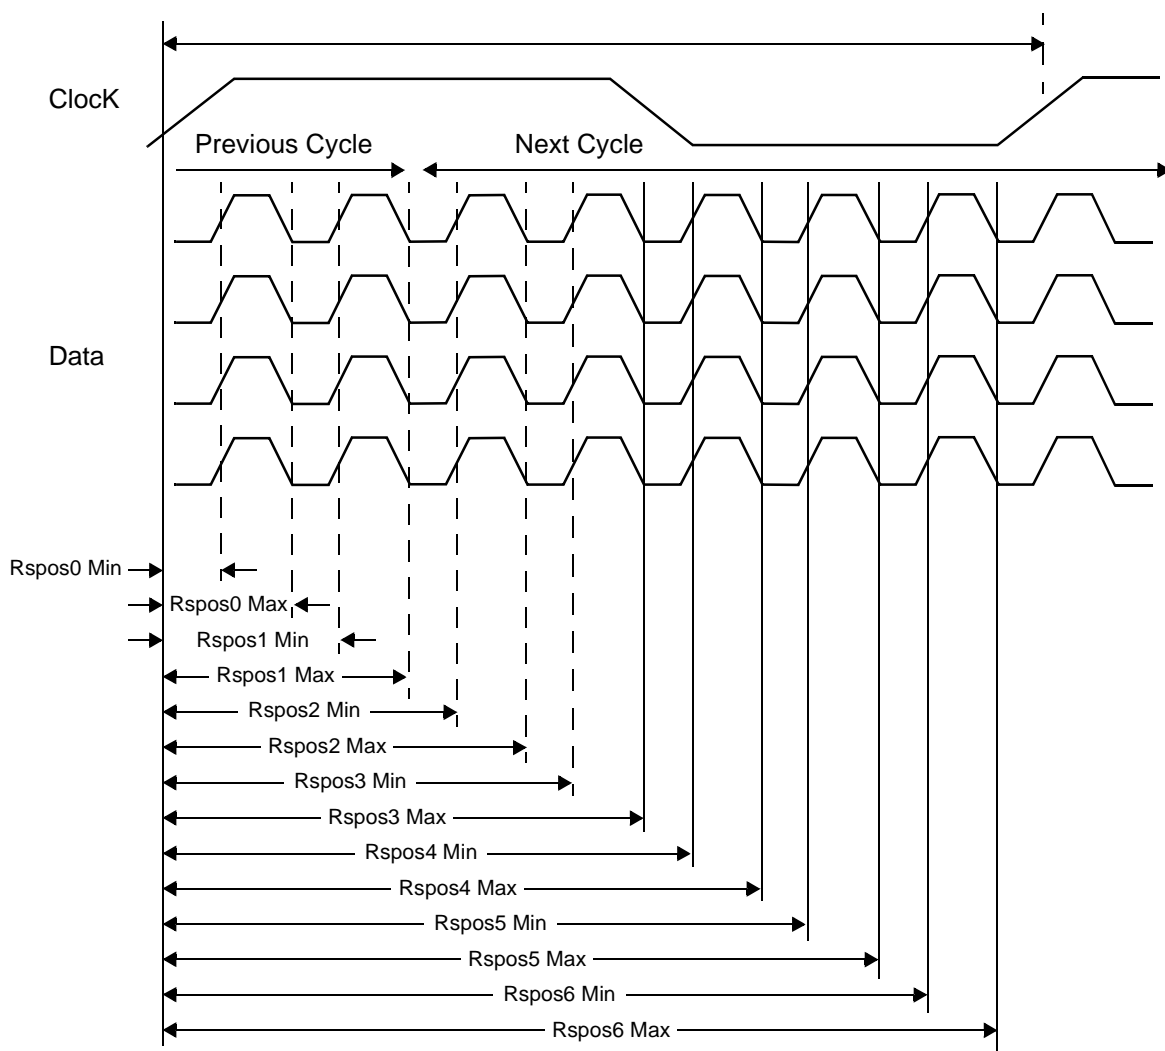 ClocK
Previous Cycle
Next Cycle
Data
Rspos0 Min
Rspos0 Max
Rspos1 Min
Rspos1 Max
Rspos2 Min
Rspos2 Max
Rspos3 Min
Rspos3 Max
Rspos4 Min
Rspos4 Max
Rspos5 Min
Rspos5 Max
Rspos6 Min
Rspos6 Max